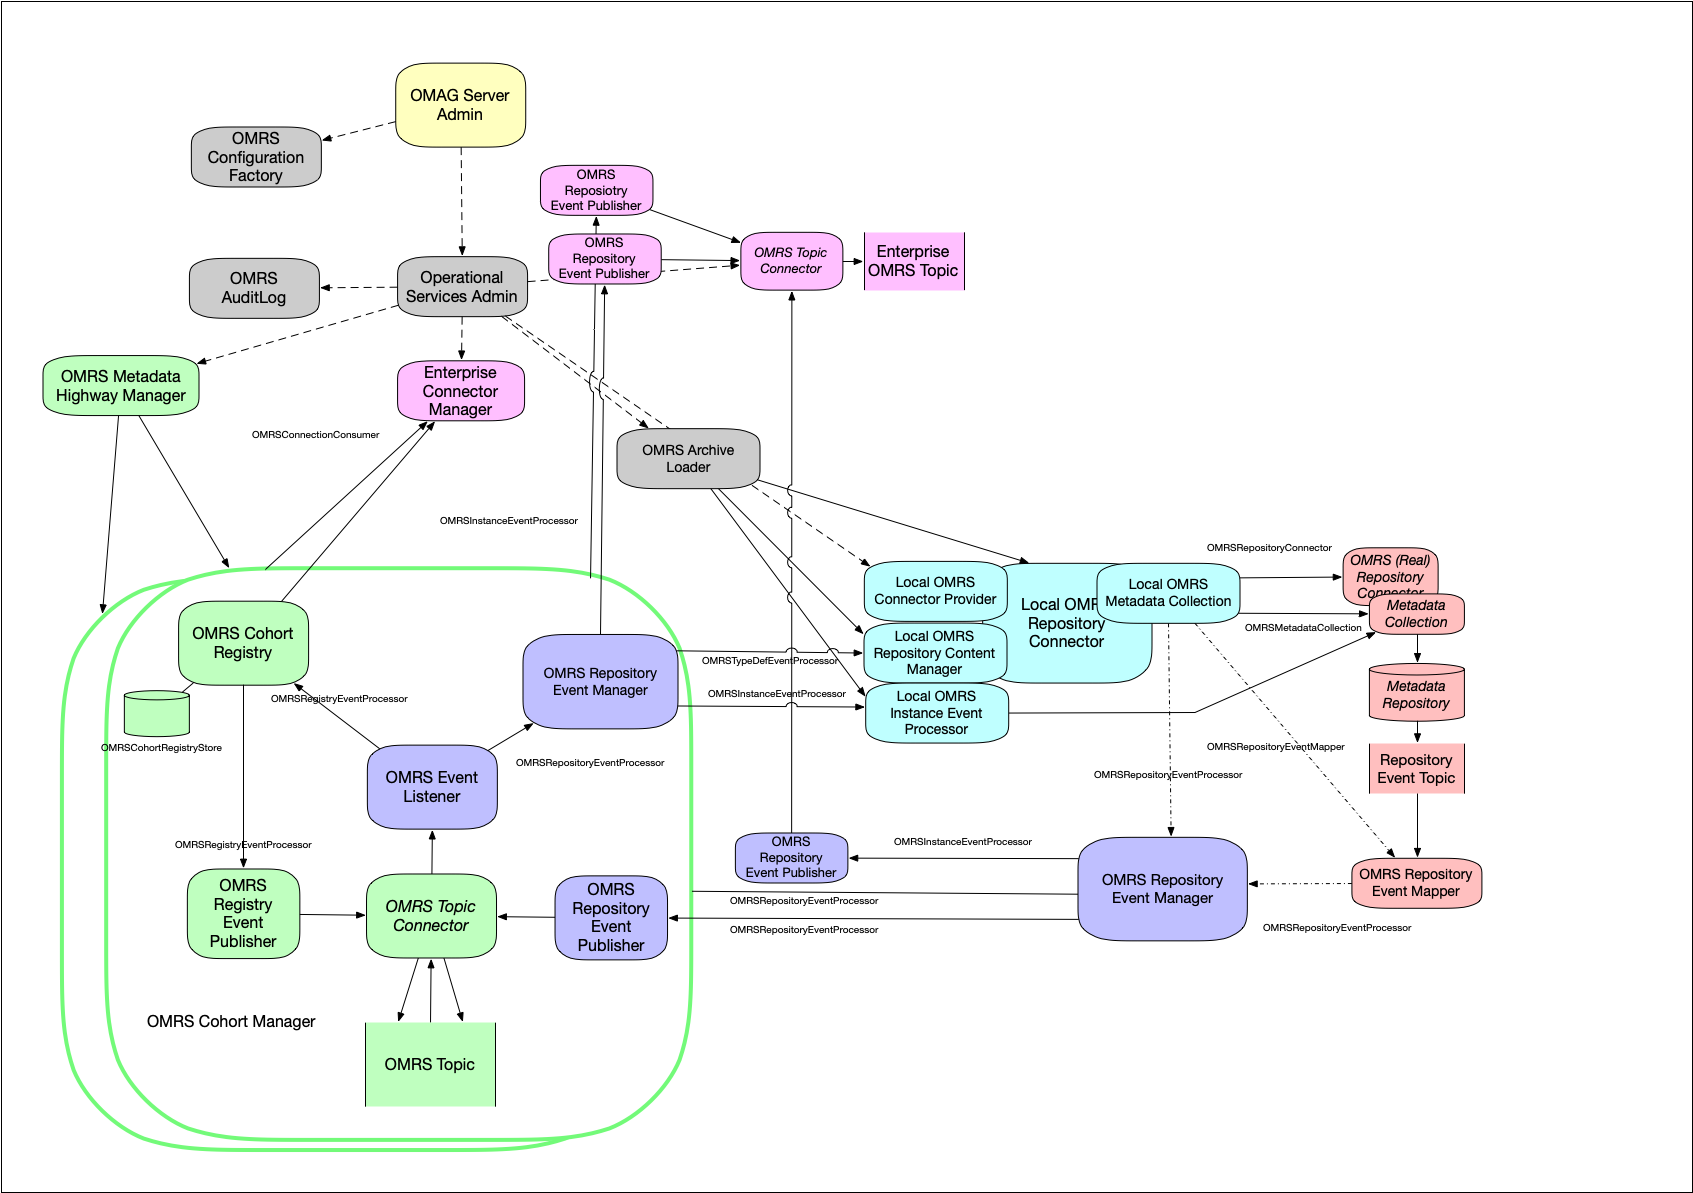 OMAG Server
Admin
OMRS
Configuration
Factory
OMRS
Reposiotry
Event Publisher
OMRS
Repository
Event Publisher
OMRS Topic
Connector
Enterprise
OMRS Topic
OMRS
AuditLog
Operational
Services Admin
OMRS Metadata
Highway Manager
Enterprise
Connector
Manager
OMRSConnectionConsumer
OMRS Archive
Loader
OMRSInstanceEventProcessor
OMRSRepositoryConnector
OMRS (Real)
Repository
Connector
Local OMRS
Connector Provider
Local OMR
Repository
Connector
Local OMRS
Metadata Collection
Metadata
Collection
OMRSMetadataCollection
OMRS Cohort
Registry
Local OMRS
Repository Content
Manager
OMRSTypeDefEventProcessor
OMRS Repository
Event Manager
OMRSInstanceEventProcessor
Local OMRS
Instance Event
Processor
Metadata
Repository
OMRSRegistryEventProcessor
OMRSCohortRegistryStore
OMRSRepositoryEventMapper
OMRSRepositoryEventProcessor
OMRSRepositoryEventProcessor
Repository
Event Topic
OMRS Event
Listener
OMRSRegistryEventProcessor
OMRS
Repository
Event Publisher
OMRSInstanceEventProcessor
OMRS Repository
Event Manager
OMRS Repository
Event Mapper
OMRS
Registry
Event
Publisher
OMRS Topic
Connector
OMRS
Repository
Event
Publisher
OMRSRepositoryEventProcessor
OMRSRepositoryEventProcessor
OMRSRepositoryEventProcessor
OMRS Cohort Manager
OMRS Topic